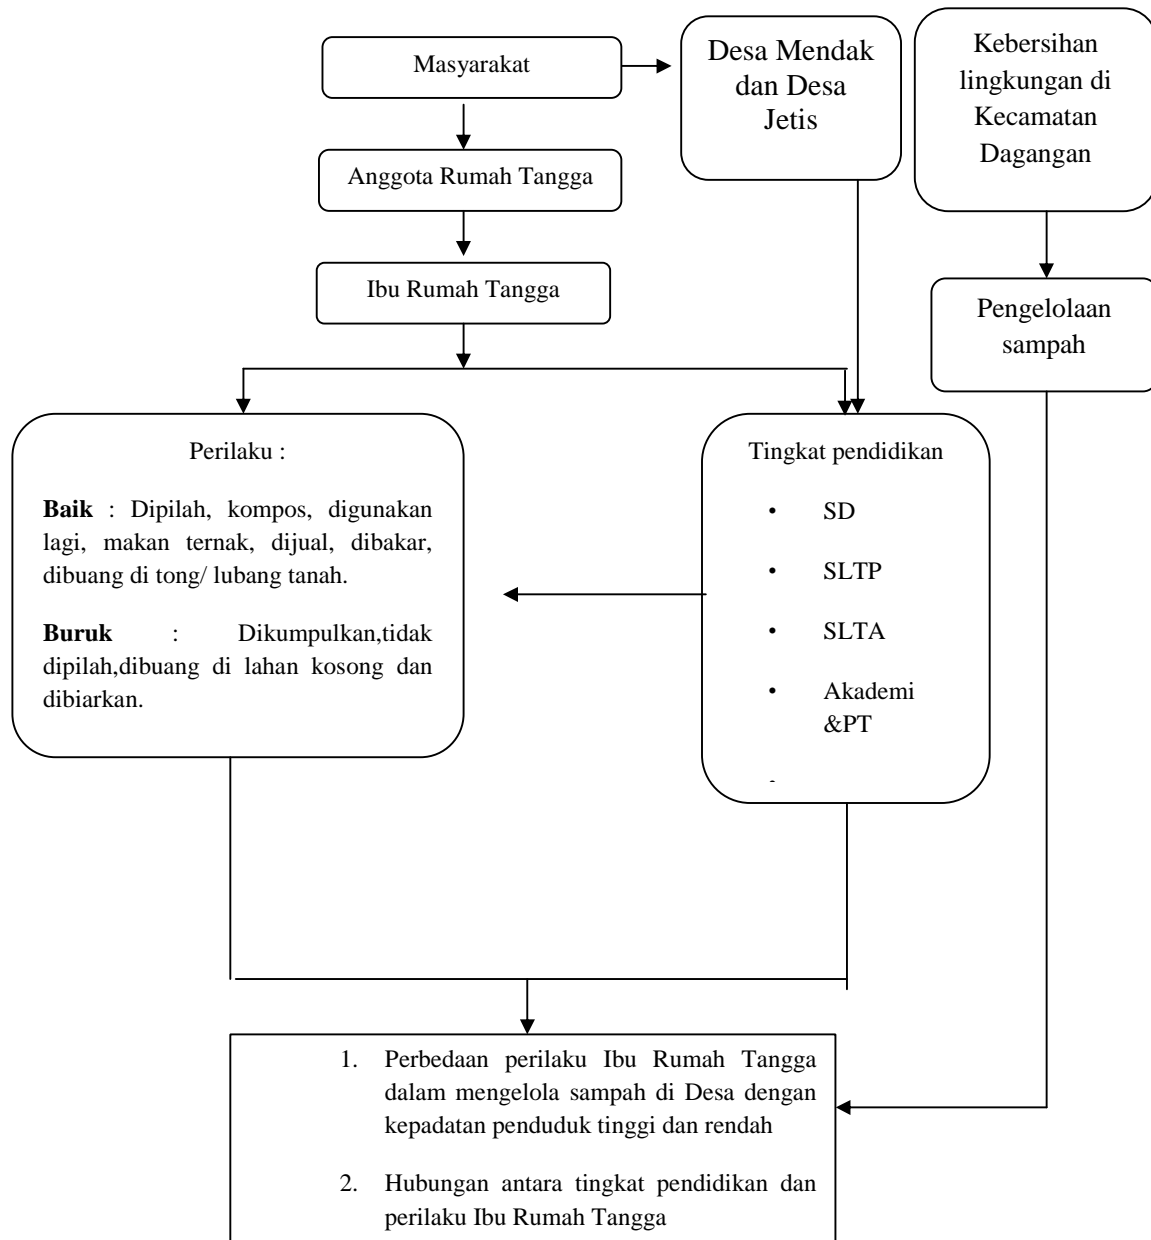 Masyarakat
Desa Mendak
dan Desa
Jetis
Kebersihan
lingkungan di
Kecamatan
Dagangan
Anggota Rumah Tangga
Ibu Rumah Tangga
Pengelolaan
sampah
Perilaku :
Baik : Dipilah, kompos, digunakan
lagi, makan ternak, dijual, dibakar,
dibuang di tong/ lubang tanah.
Buruk : Dikumpulkan,tidak
dipilah,dibuang di lahan kosong dan
dibiarkan.
Tingkat pendidikan
• SD
• SLTP
• SLTA
• Akademi
&PT
1. Perbedaan perilaku Ibu Rumah Tangga
dalam mengelola sampah di Desa dengan
kepadatan penduduk tinggi dan rendah
2. Hubungan antara tingkat pendidikan dan
perilaku Ibu Rumah Tangga